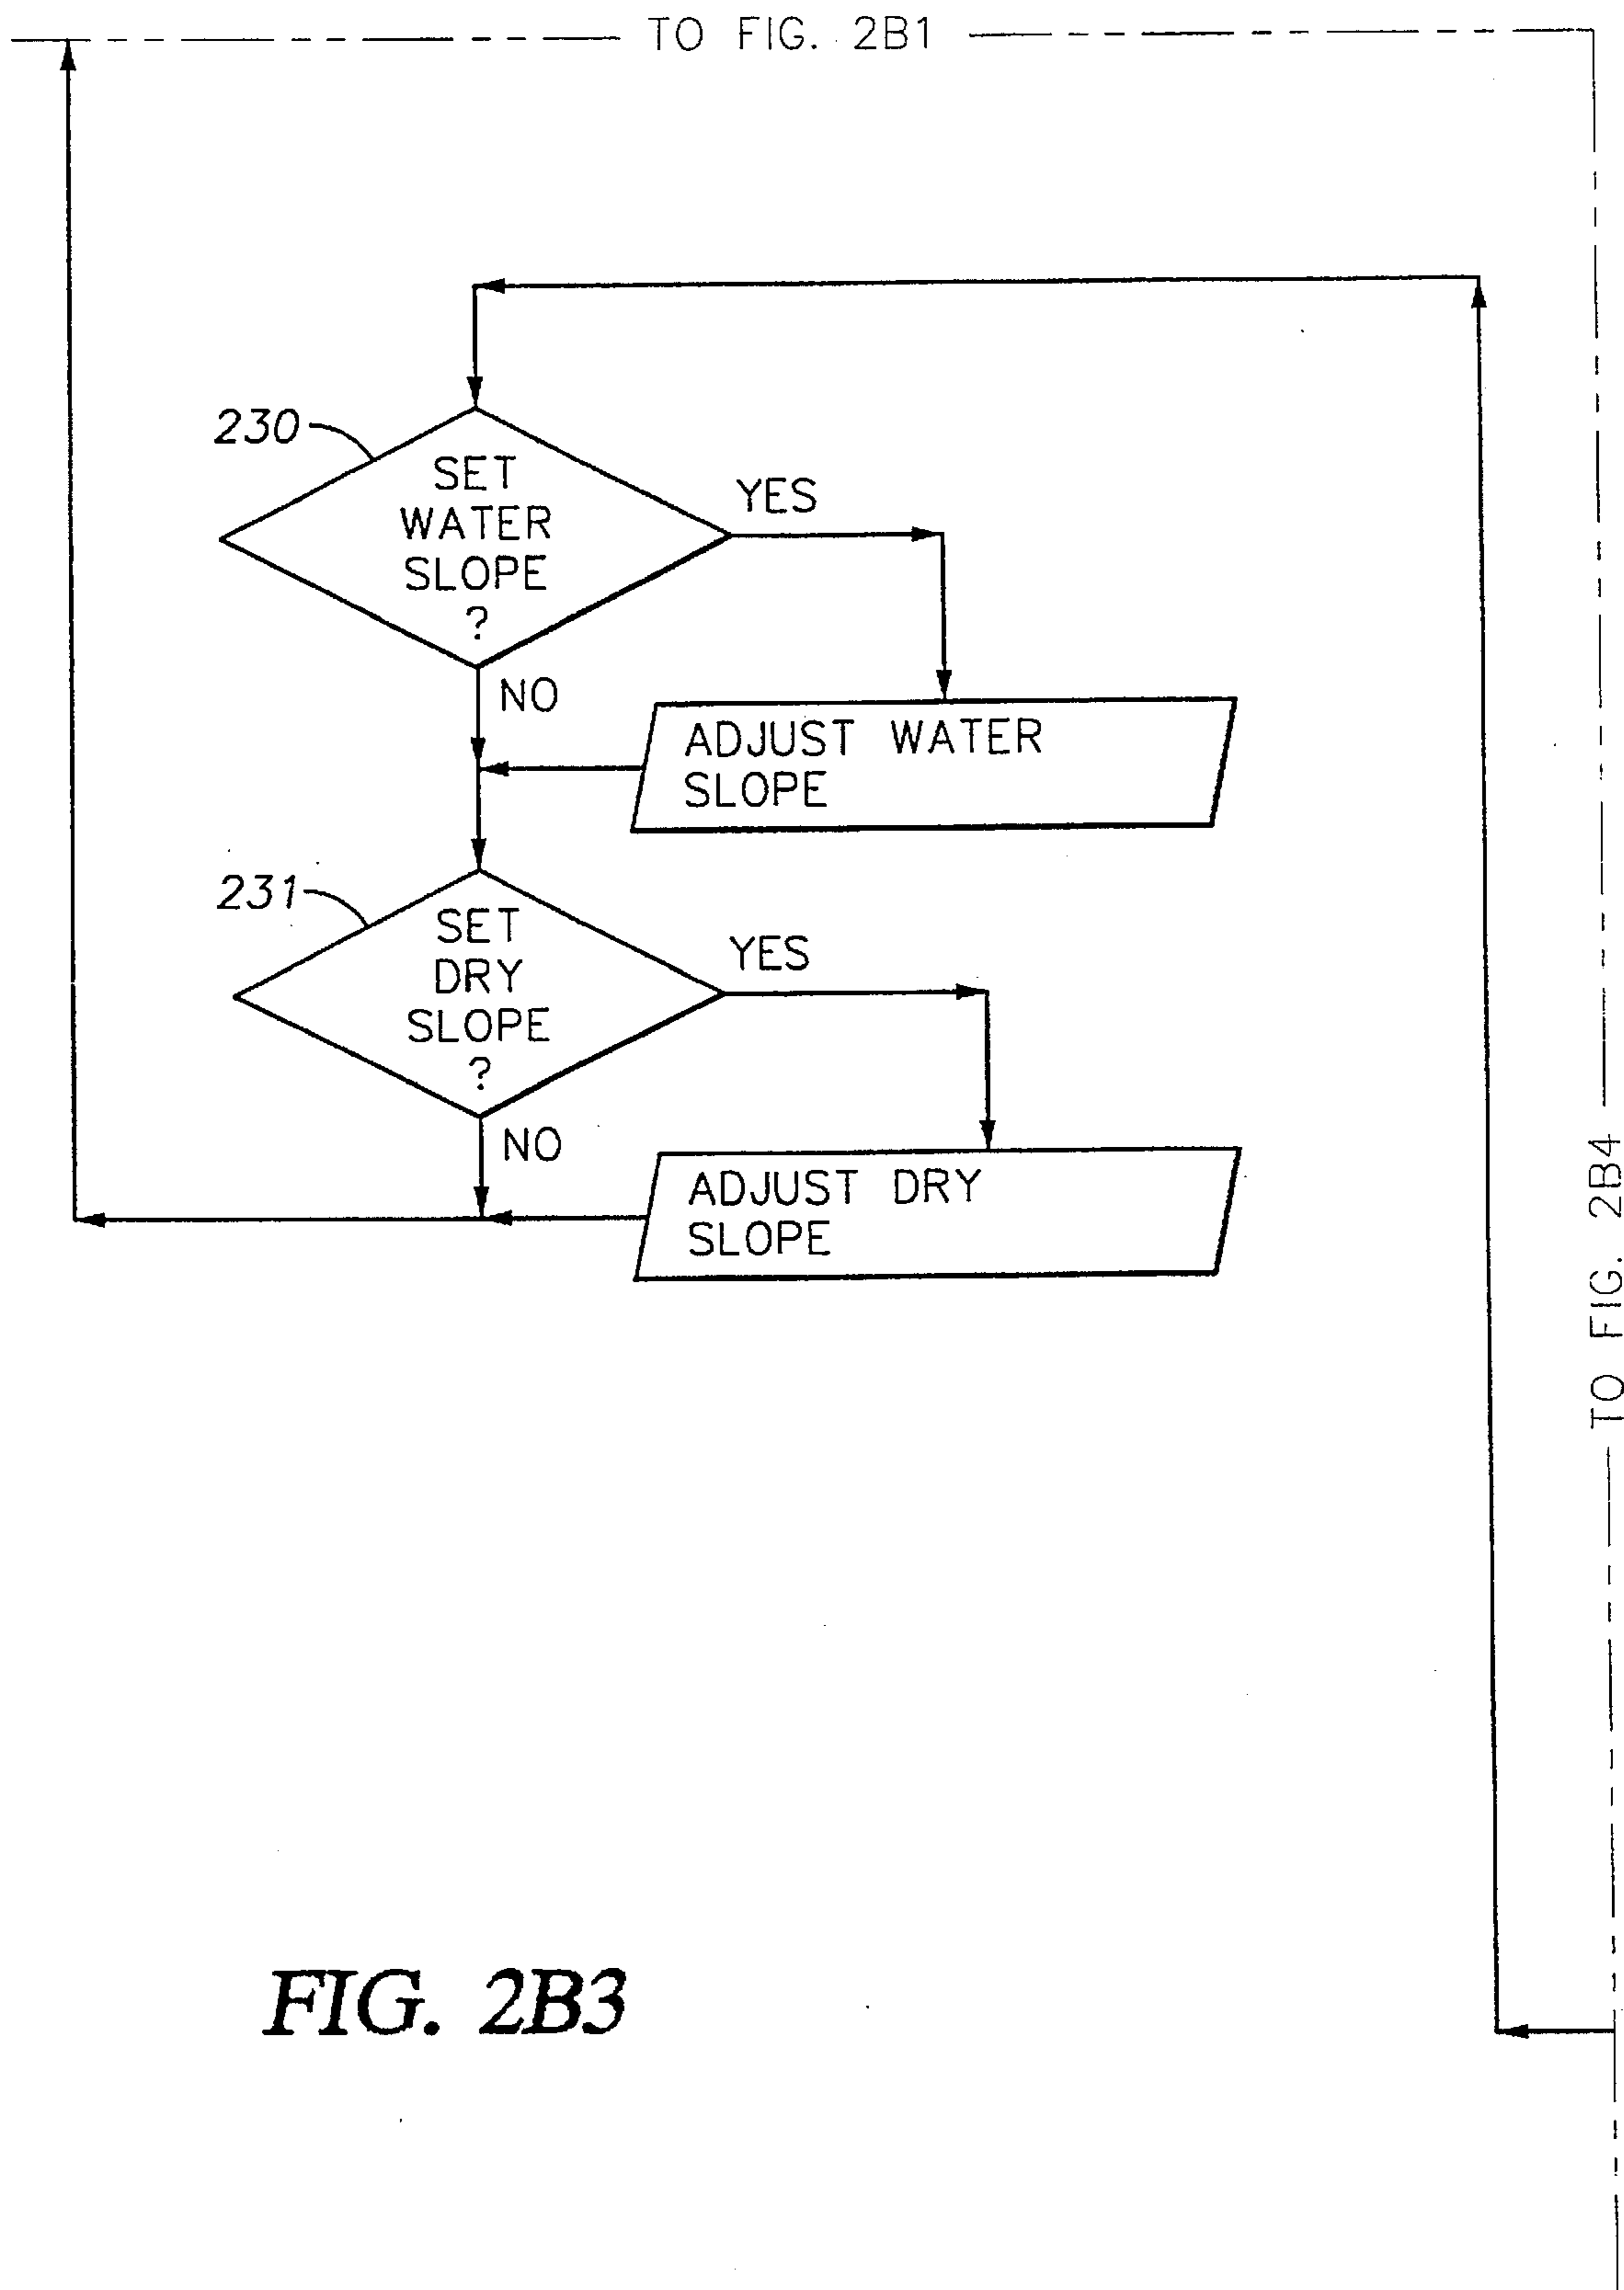 TO FIG. 2B1
230
SET
WATER
SLOPE
?
YES
NO
ADJUST WATER
SLOPE
231
SET
DRY
SLOPE
?
YES
NO
ADJUST DRY
SLOPE
TO FIG. 2B4
FIG. 2B3